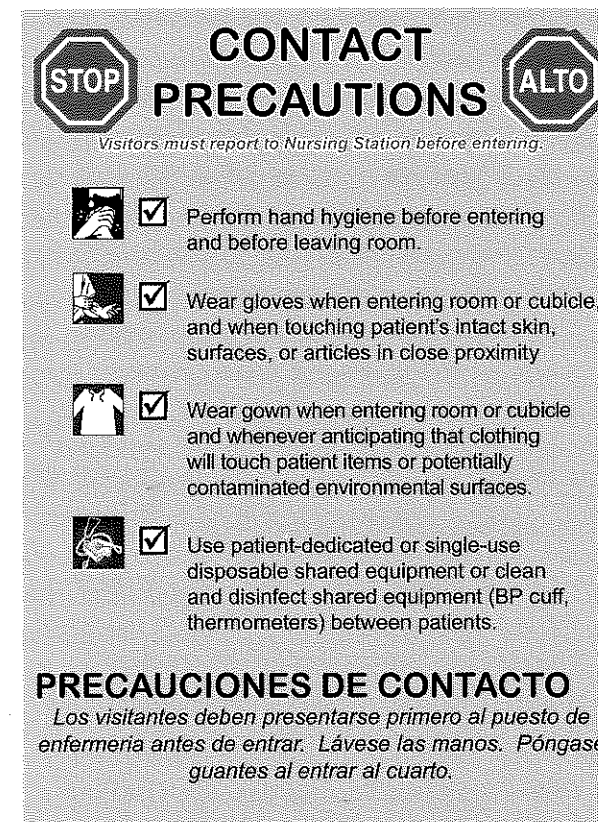 CONTACT
STOP
ALTO
PRECAUTIONS
Visitors must report to Nursing Station before entering.
Perform hand hygiene before entering
and before leaving room.
Wear gloves when entering room or cubicle,
and when touching patient's intact skin,
surfaces, or articles in close proximity
Wear gown when entering room or cubicle
and whenever anticipating that clothing
will touch patient items or potentially
contaminated environmental surfaces.
Use patient-dedicated or single-use
disposable shared equipment or clean
and disinfect shared equipment (BP cuff,
thermometers) between patients.
PRECAUCIONES DE CONTACTO
Los visitantes deben presentarse primero al puesto de
enfermeria antes de entrar. Lávese las manos. Póngase
guantes al entrar al cuarto.